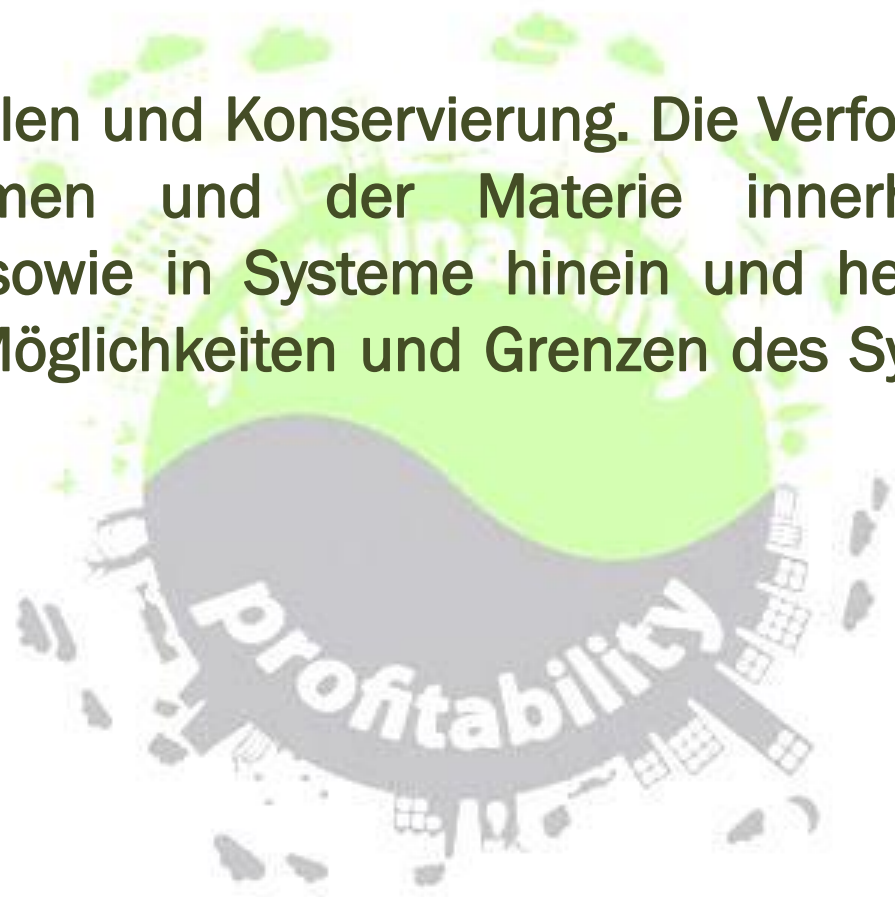 len und Konservierung. Die Verfo
men und der Materie innerh
sowie in Systeme hinein und he
Möglichkeiten und Grenzen des Sy
sustainability
profitability